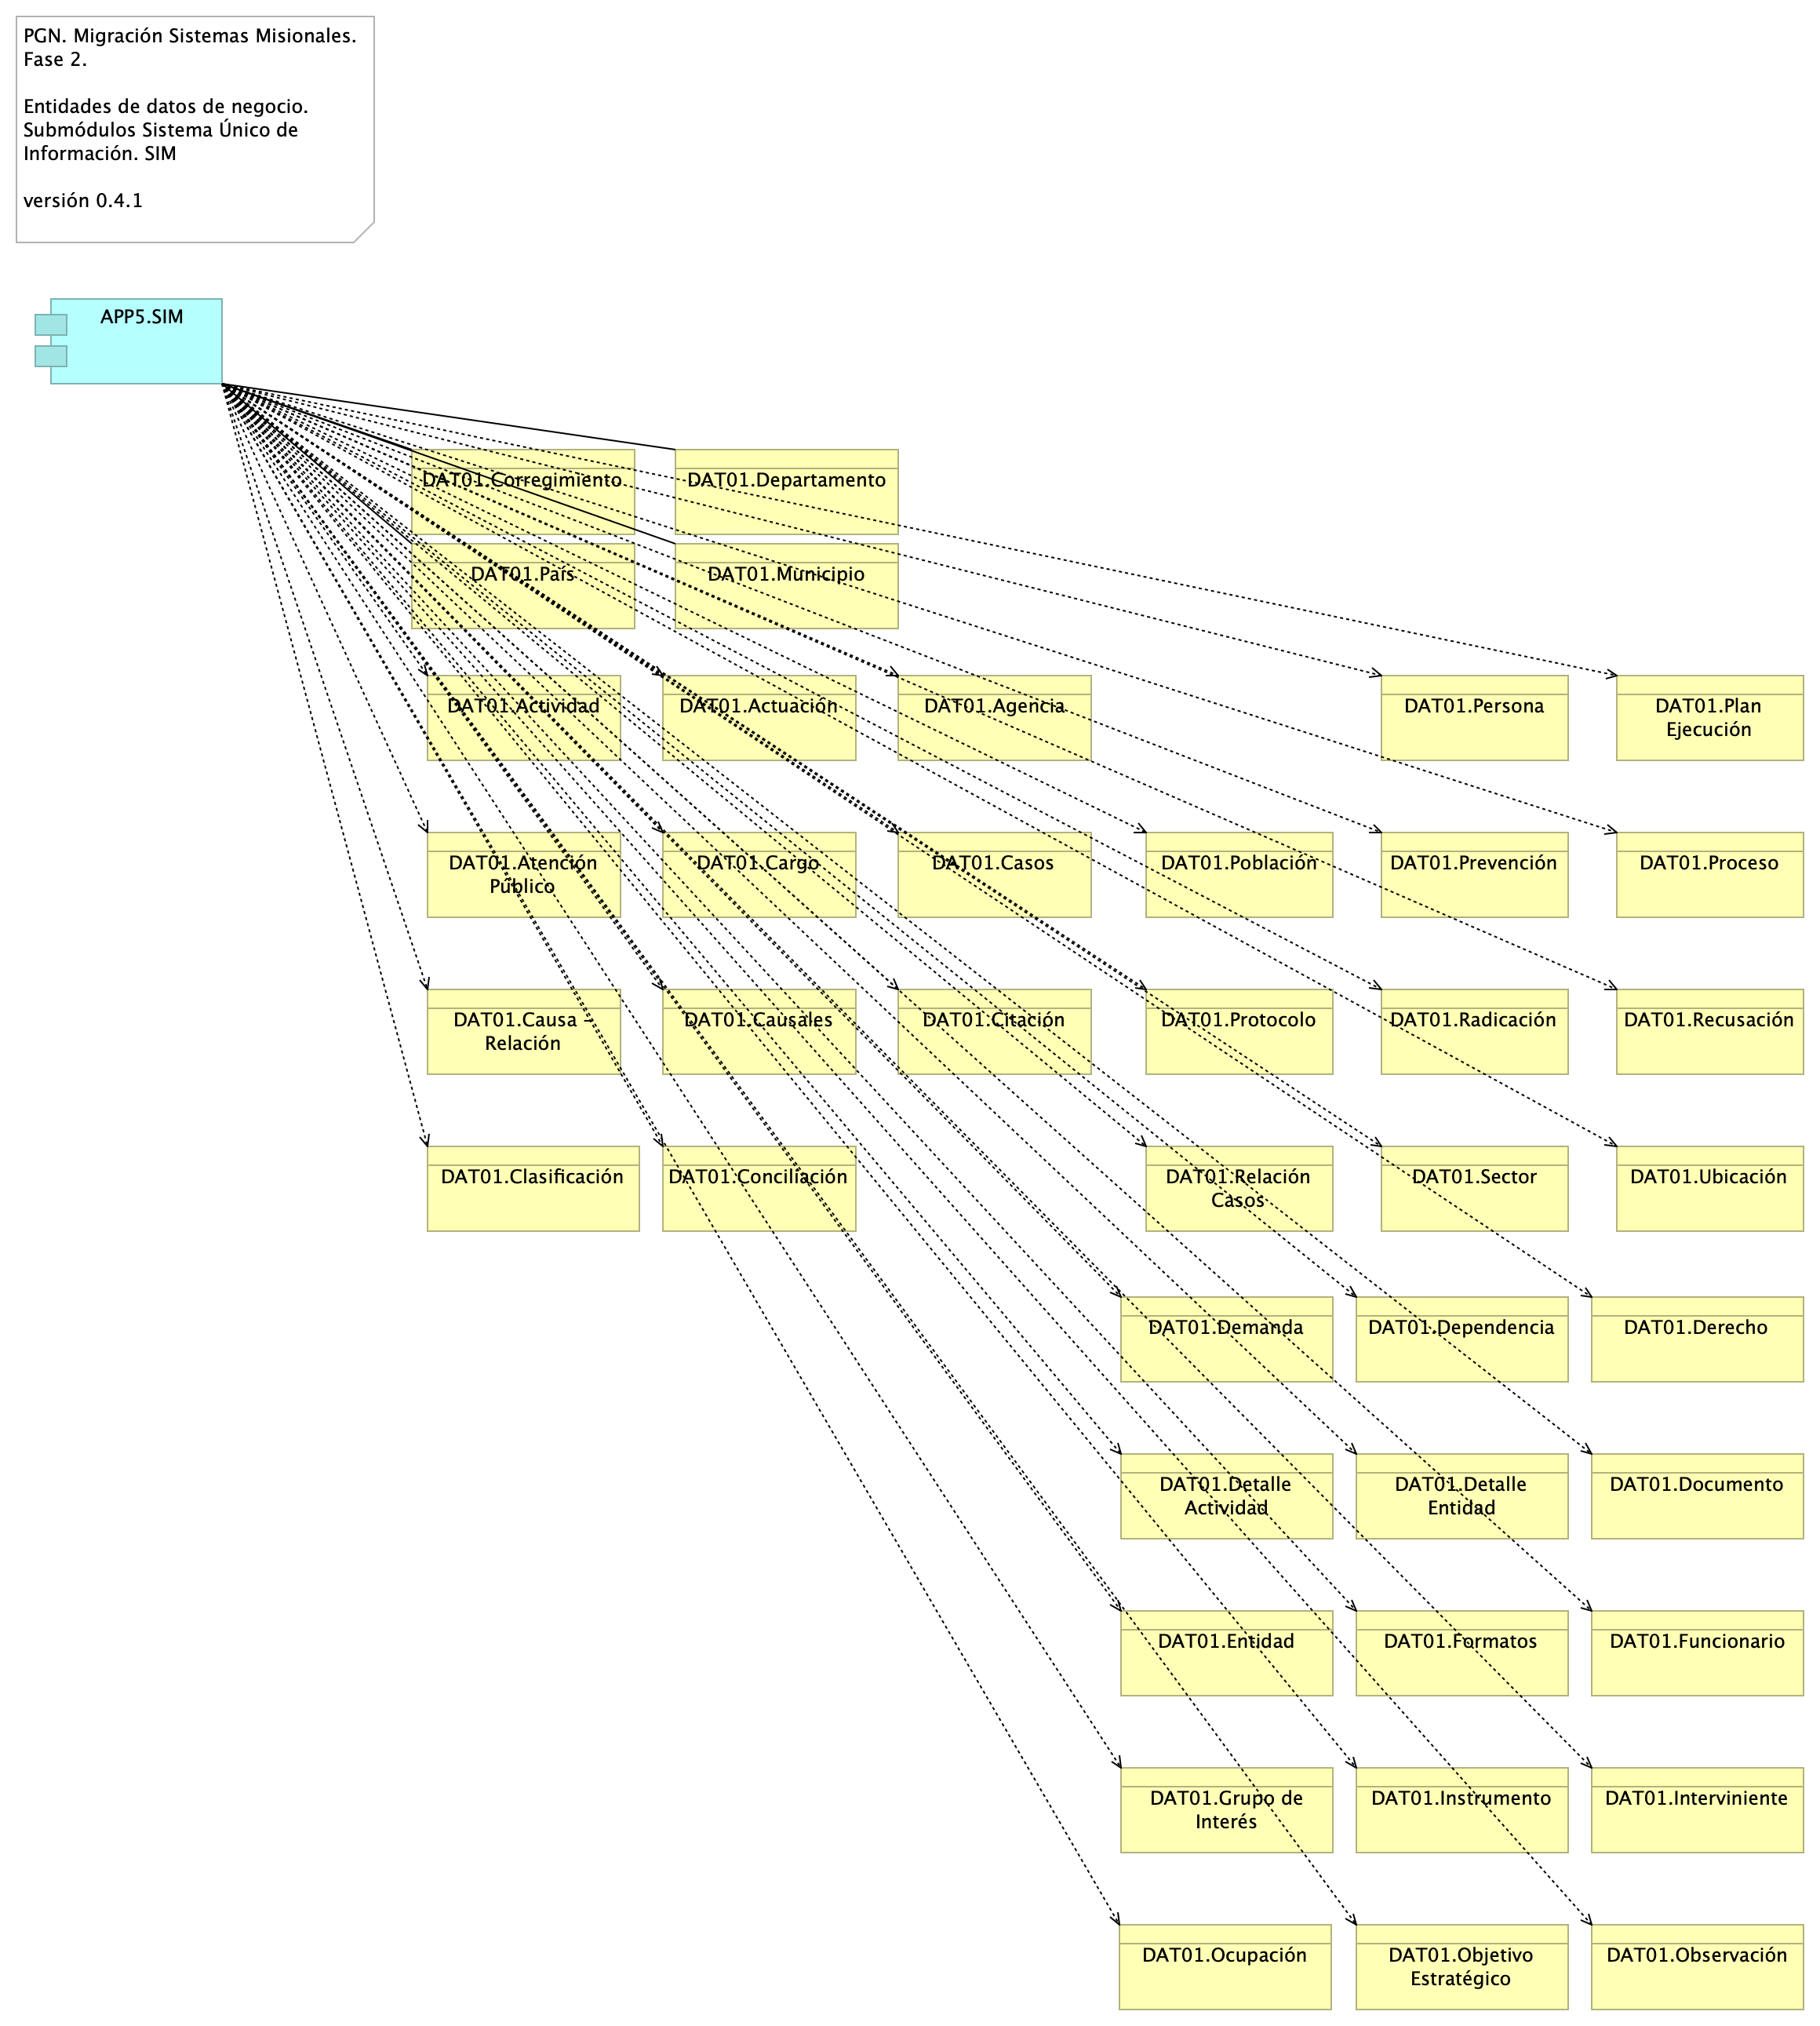 PGN. Migración Sistemas Misionales.
Fase 2.
Entidades de datos de negocio.
Submódulos Sistema Único de
Información. SIM
versión 0.4.1
APP5.SIM
DAT01.Corregimiento
DAT01.Departamento
DAT01.País
DAT01.Municipio
DAT01.Actividad
DAT01.Actuación
DAT01.Agencia
DAT01.Persona
DAT01.Plan
Ejecución
DAT01.Atención
Público
DAT01.Cargo
DAT01.Casos
DAT01.Población
DAT01.Prevención
DAT01.Proceso
DAT01.Causa -
Relación
DAT01.Causales
DAT01.Citación
DAT01.Protocolo
DAT01.Radicación
DAT01.Recusación
DAT01.Clasificación
DAT01.Conciliación
DAT01.Relación
Casos
DAT01.Sector
DAT01.Ubicación
DAT01.Demanda
DAT01.Dependencia
DAT01.Derecho
DAT01.Detalle
Actividad
DAT01.Detalle
Entidad
DAT01.Documento
DAT01.Entidad
DAT01.Formatos
DAT01.Funcionario
DAT01.Grupo de
Interés
DAT01.Instrumento
DAT01.Interviniente
DAT01.Ocupación
DAT01.Objetivo
Estratégico
DAT01.Observación